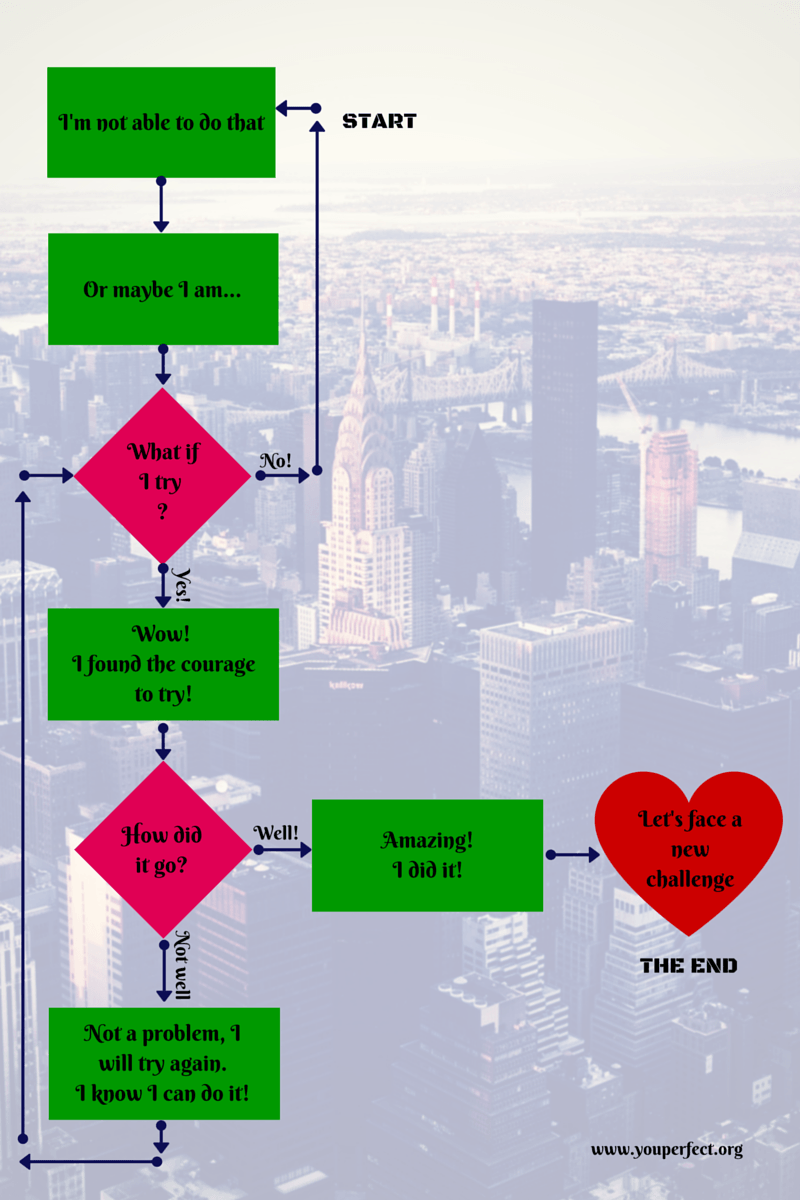 I'm not able to do that
START
Or maybe I am...
What if
I try
?
No!
Yes!
Wow!
I found the courage
to try!
How did
it go?
Well!
Amazing!
I did it!
Let's face a
new
challenge
THE END
Not well
Not a problem, I
will try again.
I know I can do it!
www.youperfect.org